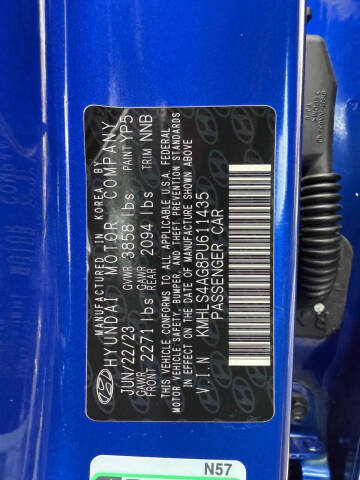 MANUFACTURED IN KOREA BY
HYUNDAI MOTOR COMPANY
JUN/22/23 GVWR 3858 lbs PAINT YP5
GAWR FRONT 2271 lbs GAWR REAR 2094 lbs TRIM NNB
THIS VEHICLE CONFORMS TO ALL APPLICABLE U.S.A. FEDERAL
MOTOR VEHICLE SAFETY, BUMPER, AND THEFT PREVENTION STANDARDS
IN EFFECT ON THE DATE OF MANUFACTURE SHOWN ABOVE
V.I.N KMHLS4AG8PU611435
PASSENGER CAR
N57